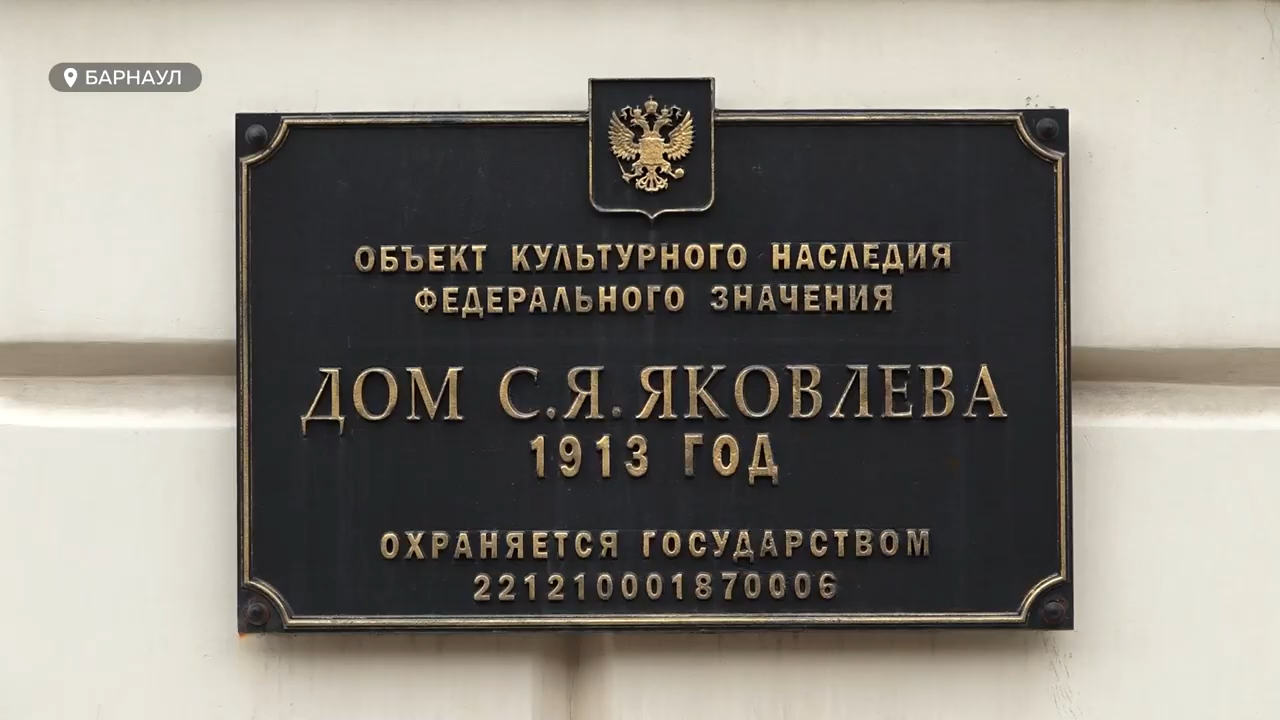 БАРНАУЛ
ОБЪЕКТ КУЛЬТУРНОГО НАСЛЕДИЯ
ФЕДЕРАЛЬНОГО ЗНАЧЕНИЯ
ДОМ С.Я. ЯКОВЛЕВА
1913 ГОД
ОХРАНЯЕТСЯ ГОСУДАРСТВОМ
221210001870006